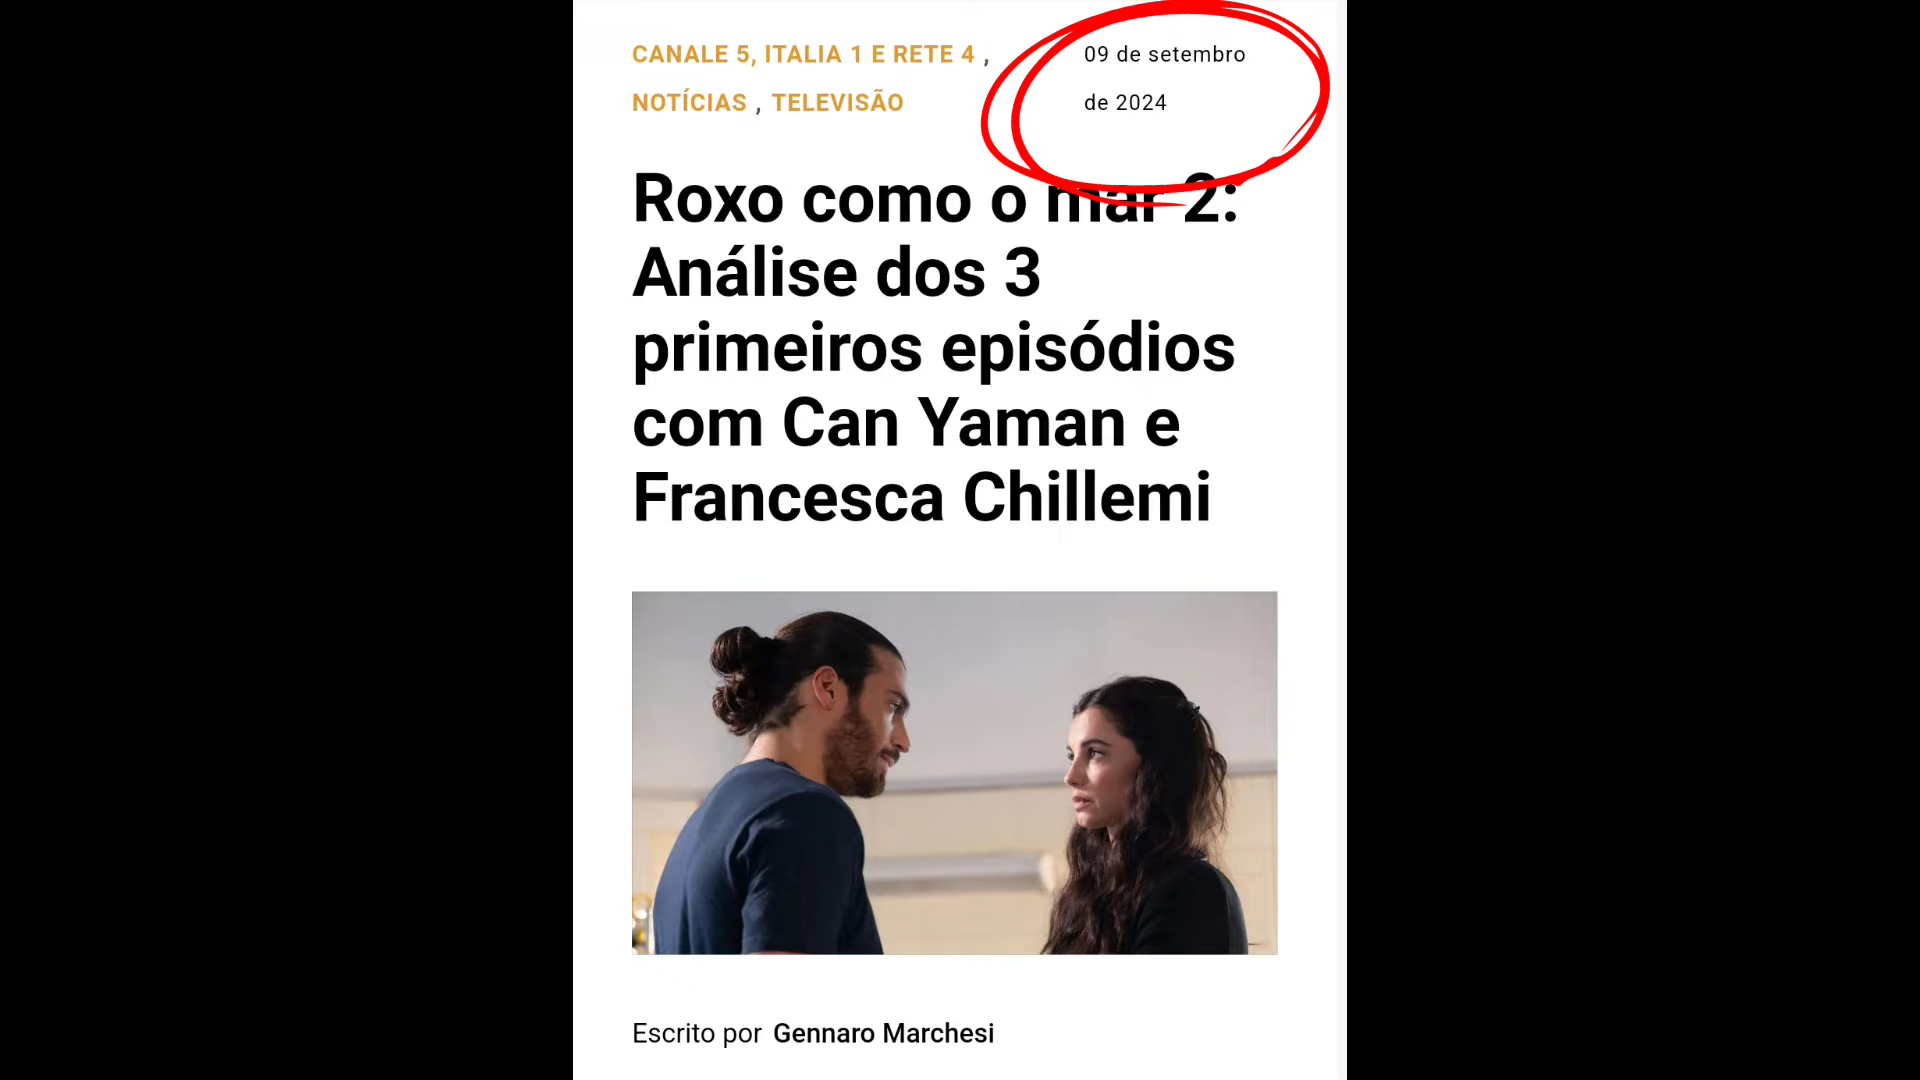 CANALE 5, ITALIA 1 E RETE 4 ,
NOTÍCIAS , TELEVISÃO
09 de setembro
de 2024
Roxo como o mar 2:
Análise dos 3
primeiros episódios
com Can Yaman e
Francesca Chillemi
Escrito por Gennaro Marchesi